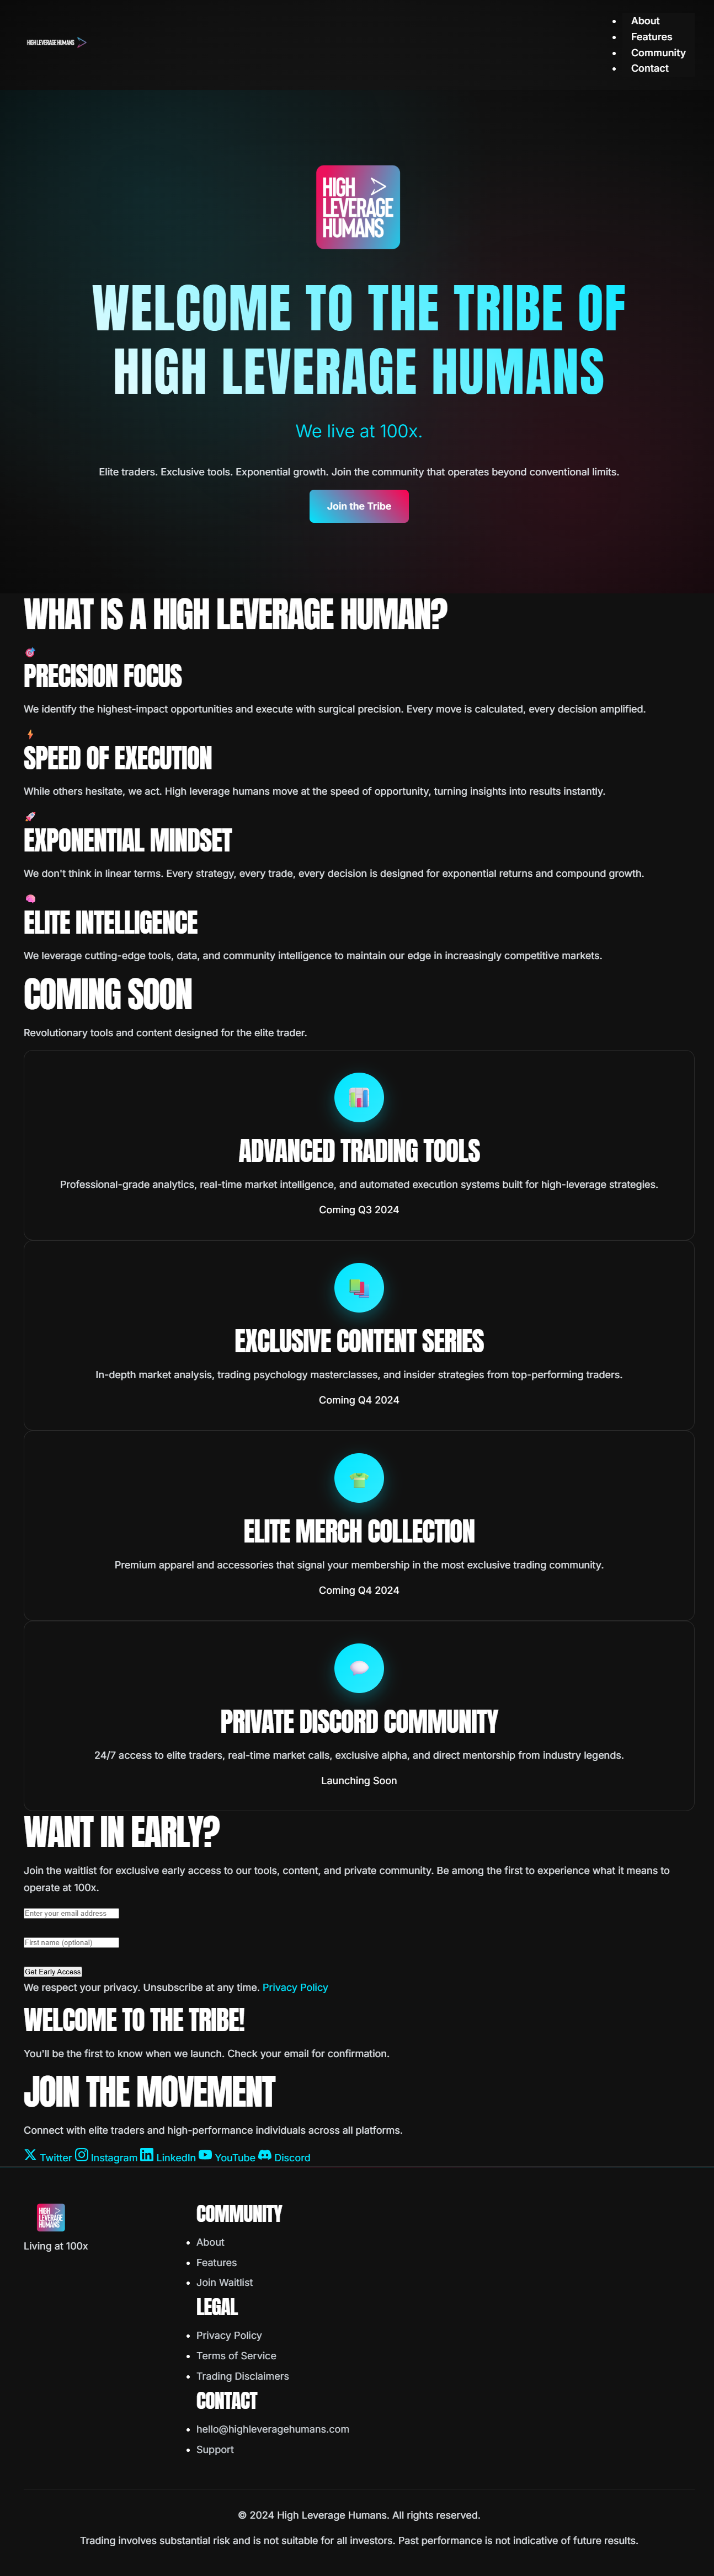 HIGH LEVERAGE HUMANS
About
Features
Community
Contact
HIGH
LEVERAGE
HUMANS
WELCOME TO THE TRIBE OF
HIGH LEVERAGE HUMANS
We live at 100x.
Elite traders. Exclusive tools. Exponential growth. Join the community that operates beyond conventional limits.
Join the Tribe
WHAT IS A HIGH LEVERAGE HUMAN?
PRECISION FOCUS
We identify the highest-impact opportunities and execute with surgical precision. Every move is calculated, every decision amplified.
SPEED OF EXECUTION
While others hesitate, we act. High leverage humans move at the speed of opportunity, turning insights into results instantly.
EXPONENTIAL MINDSET
We don't think in linear terms. Every strategy, every trade, every decision is designed for exponential returns and compound growth.
ELITE INTELLIGENCE
We leverage cutting-edge tools, data, and community intelligence to maintain our edge in increasingly competitive markets.
COMING SOON
Revolutionary tools and content designed for the elite trader.
ADVANCED TRADING TOOLS
Professional-grade analytics, real-time market intelligence, and automated execution systems built for high-leverage strategies.
Coming Q3 2024
EXCLUSIVE CONTENT SERIES
In-depth market analysis, trading psychology masterclasses, and insider strategies from top-performing traders.
Coming Q4 2024
ELITE MERCH COLLECTION
Premium apparel and accessories that signal your membership in the most exclusive trading community.
Coming Q4 2024
PRIVATE DISCORD COMMUNITY
24/7 access to elite traders, real-time market calls, exclusive alpha, and direct mentorship from industry legends.
Launching Soon
WANT IN EARLY?
Join the waitlist for exclusive early access to our tools, content, and private community. Be among the first to experience what it means to
operate at 100x.
Enter your email address
First name (optional)
Get Early Access
We respect your privacy. Unsubscribe at any time. Privacy Policy
WELCOME TO THE TRIBE!
You'll be the first to know when we launch. Check your email for confirmation.
JOIN THE MOVEMENT
Connect with elite traders and high-performance individuals across all platforms.
Twitter Instagram LinkedIn YouTube Discord
HIGH
LEVERAGE
HUMANS
Living at 100x
COMMUNITY
About
Features
Join Waitlist
LEGAL
Privacy Policy
Terms of Service
Trading Disclaimers
CONTACT
hello@highleveragehumans.com
Support
© 2024 High Leverage Humans. All rights reserved.
Trading involves substantial risk and is not suitable for all investors. Past performance is not indicative of future results.